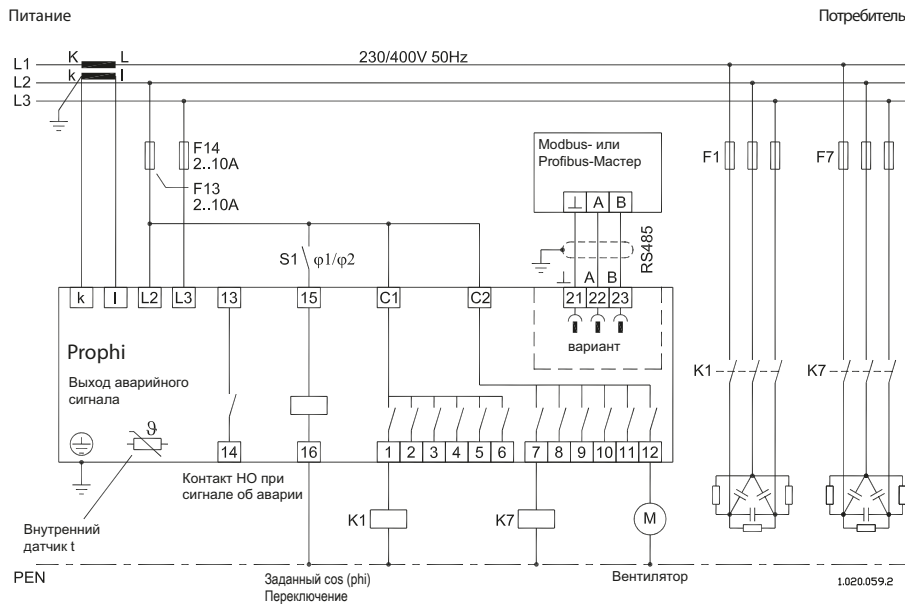 Питание
Потребитель
K L
230/400V 50Hz
L1
k l
L2
L3
F14
2..10A
F13
2..10A
Modbus- или
Profibus-Мастер
⊥ A B
F1
F7
S1 φ1/φ2
RS485
⊥ A B
k l L2 L3 13 15 C1 C2 21 22 23
вариант
Prophi
Выход аварийного
сигнала
K1
K7
ϑ
14 16 1 2 3 4 5 6 7 8 9 10 11 12
Контакт НО при
сигнале об аварии
K1
K7
M
Внутренний
датчик t
PEN
Заданный cos (phi)
Переключение
Вентилятор
1.020.059.2